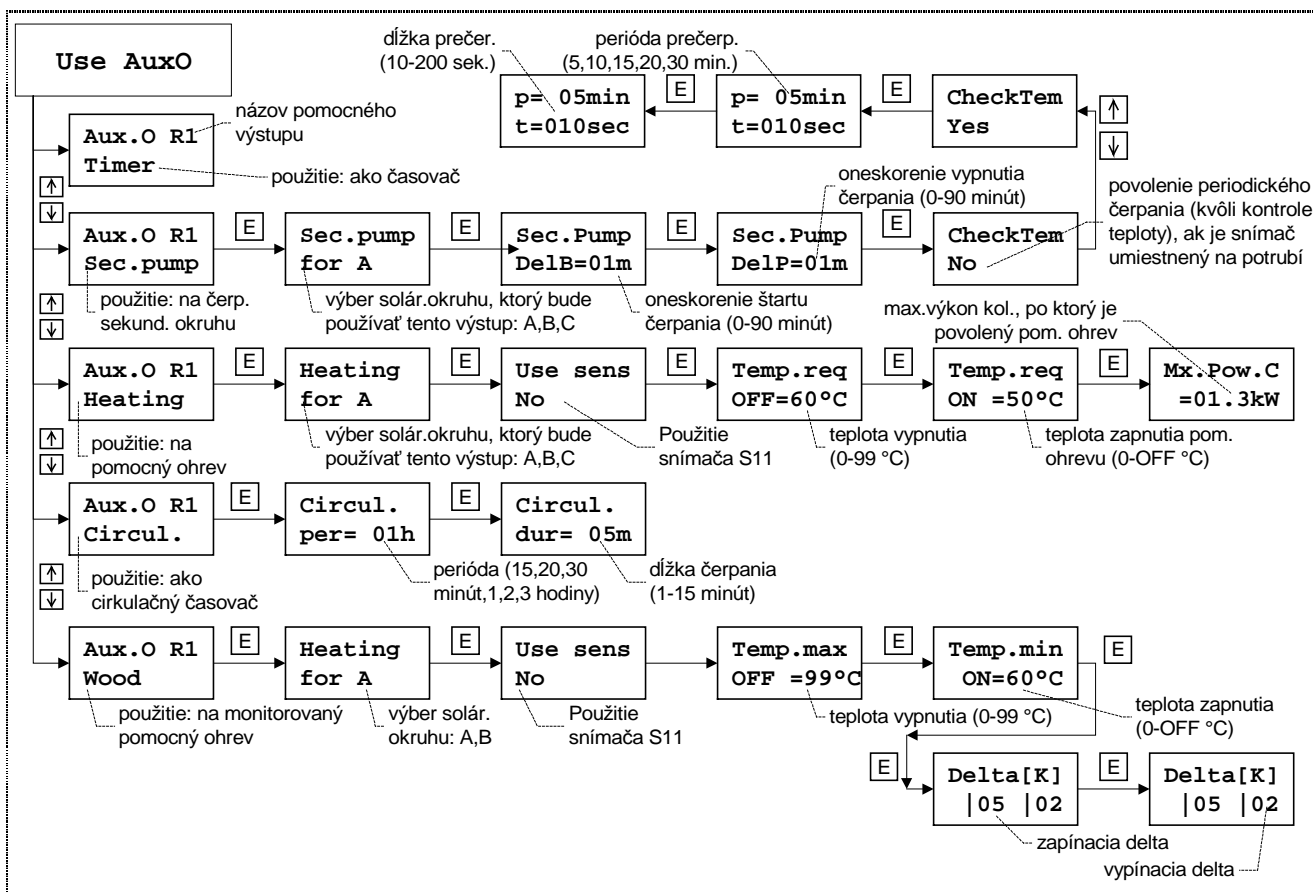 Use AuxO
dĺžka prečer.
(10-200 sek.)
perióda prečerp.
(5,10,15,20,30 min.)
p= 05min
t=010sec
E
p= 05min
t=010sec
E
CheckTem
Yes
↑
↓
názov pomocného
výstupu
Aux.O R1
Timer
použitie: ako časovač
↑
↓
oneskorenie vypnutia
čerpania (0-90 minút)
povolenie periodického
čerpania (kvôli kontrole
teploty), ak je snímač
umiestnený na potrubí
Aux.O R1
Sec.pump
E
Sec.pump
for A
E
Sec.Pump
DelB=01m
E
Sec.Pump
DelP=01m
E
CheckTem
No
použitie: na čerp.
sekund. okruhu
výber solár.okruhu, ktorý bude
používať tento výstup: A,B,C
oneskorenie štartu
čerpania (0-90 minút)
max.výkon kol., po ktorý je
povolený pom. ohrev
↑
↓
Aux.O R1
Heating
E
Heating
for A
E
Use sens
No
E
Temp.req
OFF=60°C
E
Temp.req
ON =50°C
E
Mx.Pow.C
=01.3kW
použitie: na
pomocný ohrev
výber solár.okruhu, ktorý bude
používať tento výstup: A,B,C
Použitie
snímača S11
teplota vypnutia
(0-99 °C)
teplota zapnutia pom.
ohrevu (0-OFF °C)
↑
↓
Aux.O R1
Circul.
E
Circul.
per= 01h
E
Circul.
dur= 05m
použitie: ako
cirkulačný časovač
perióda (15,20,30
minút,1,2,3 hodiny)
dĺžka čerpania
(1-15 minút)
↑
↓
Aux.O R1
Wood
E
Heating
for A
E
Use sens
No
Temp.max
OFF =99°C
E
Temp.min
ON=60°C
E
použitie: na monitorovaný
pomocný ohrev
výber solár.
okruhu: A,B
Použitie
snímača S11
teplota vypnutia (0-99 °C)
teplota zapnutia
(0-OFF °C)
E
Delta[K]
|05 |02
E
Delta[K]
|05 |02
zapínacia delta
vypínacia delta